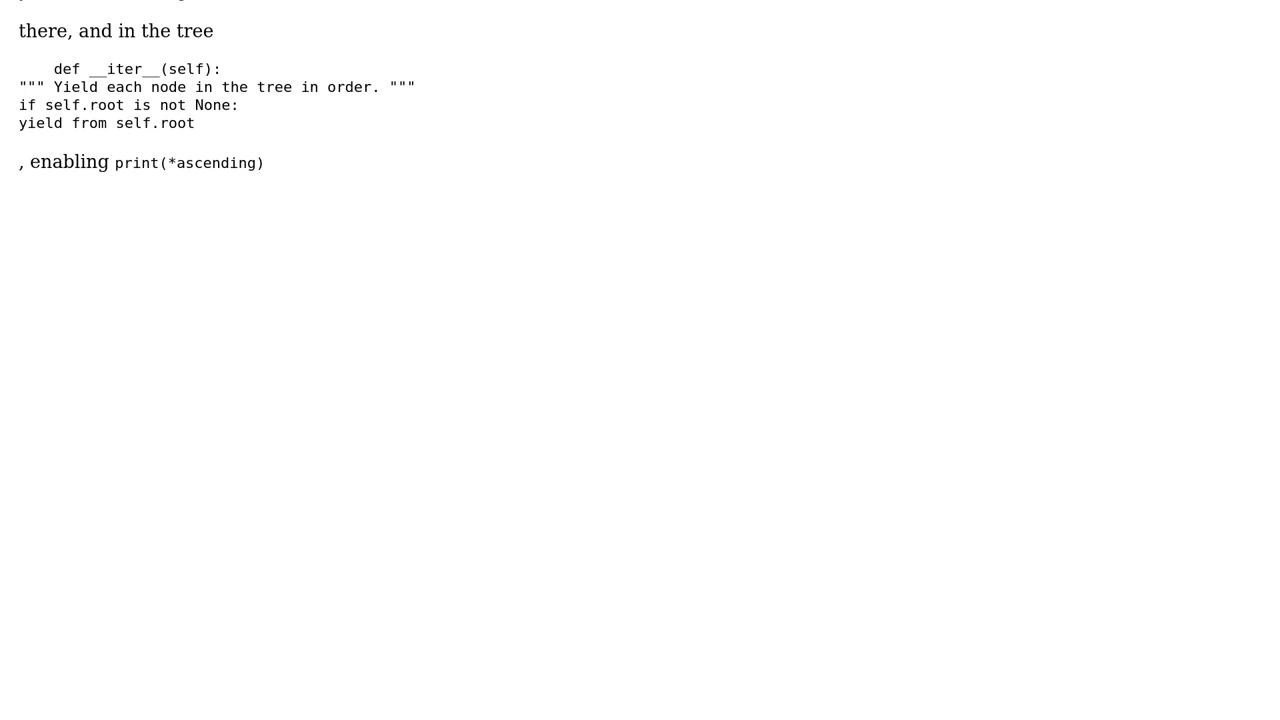 there, and in the tree
    def __iter__(self):
""" Yield each node in the tree in order. """
if self.root is not None:
yield from self.root
, enabling print(*ascending)